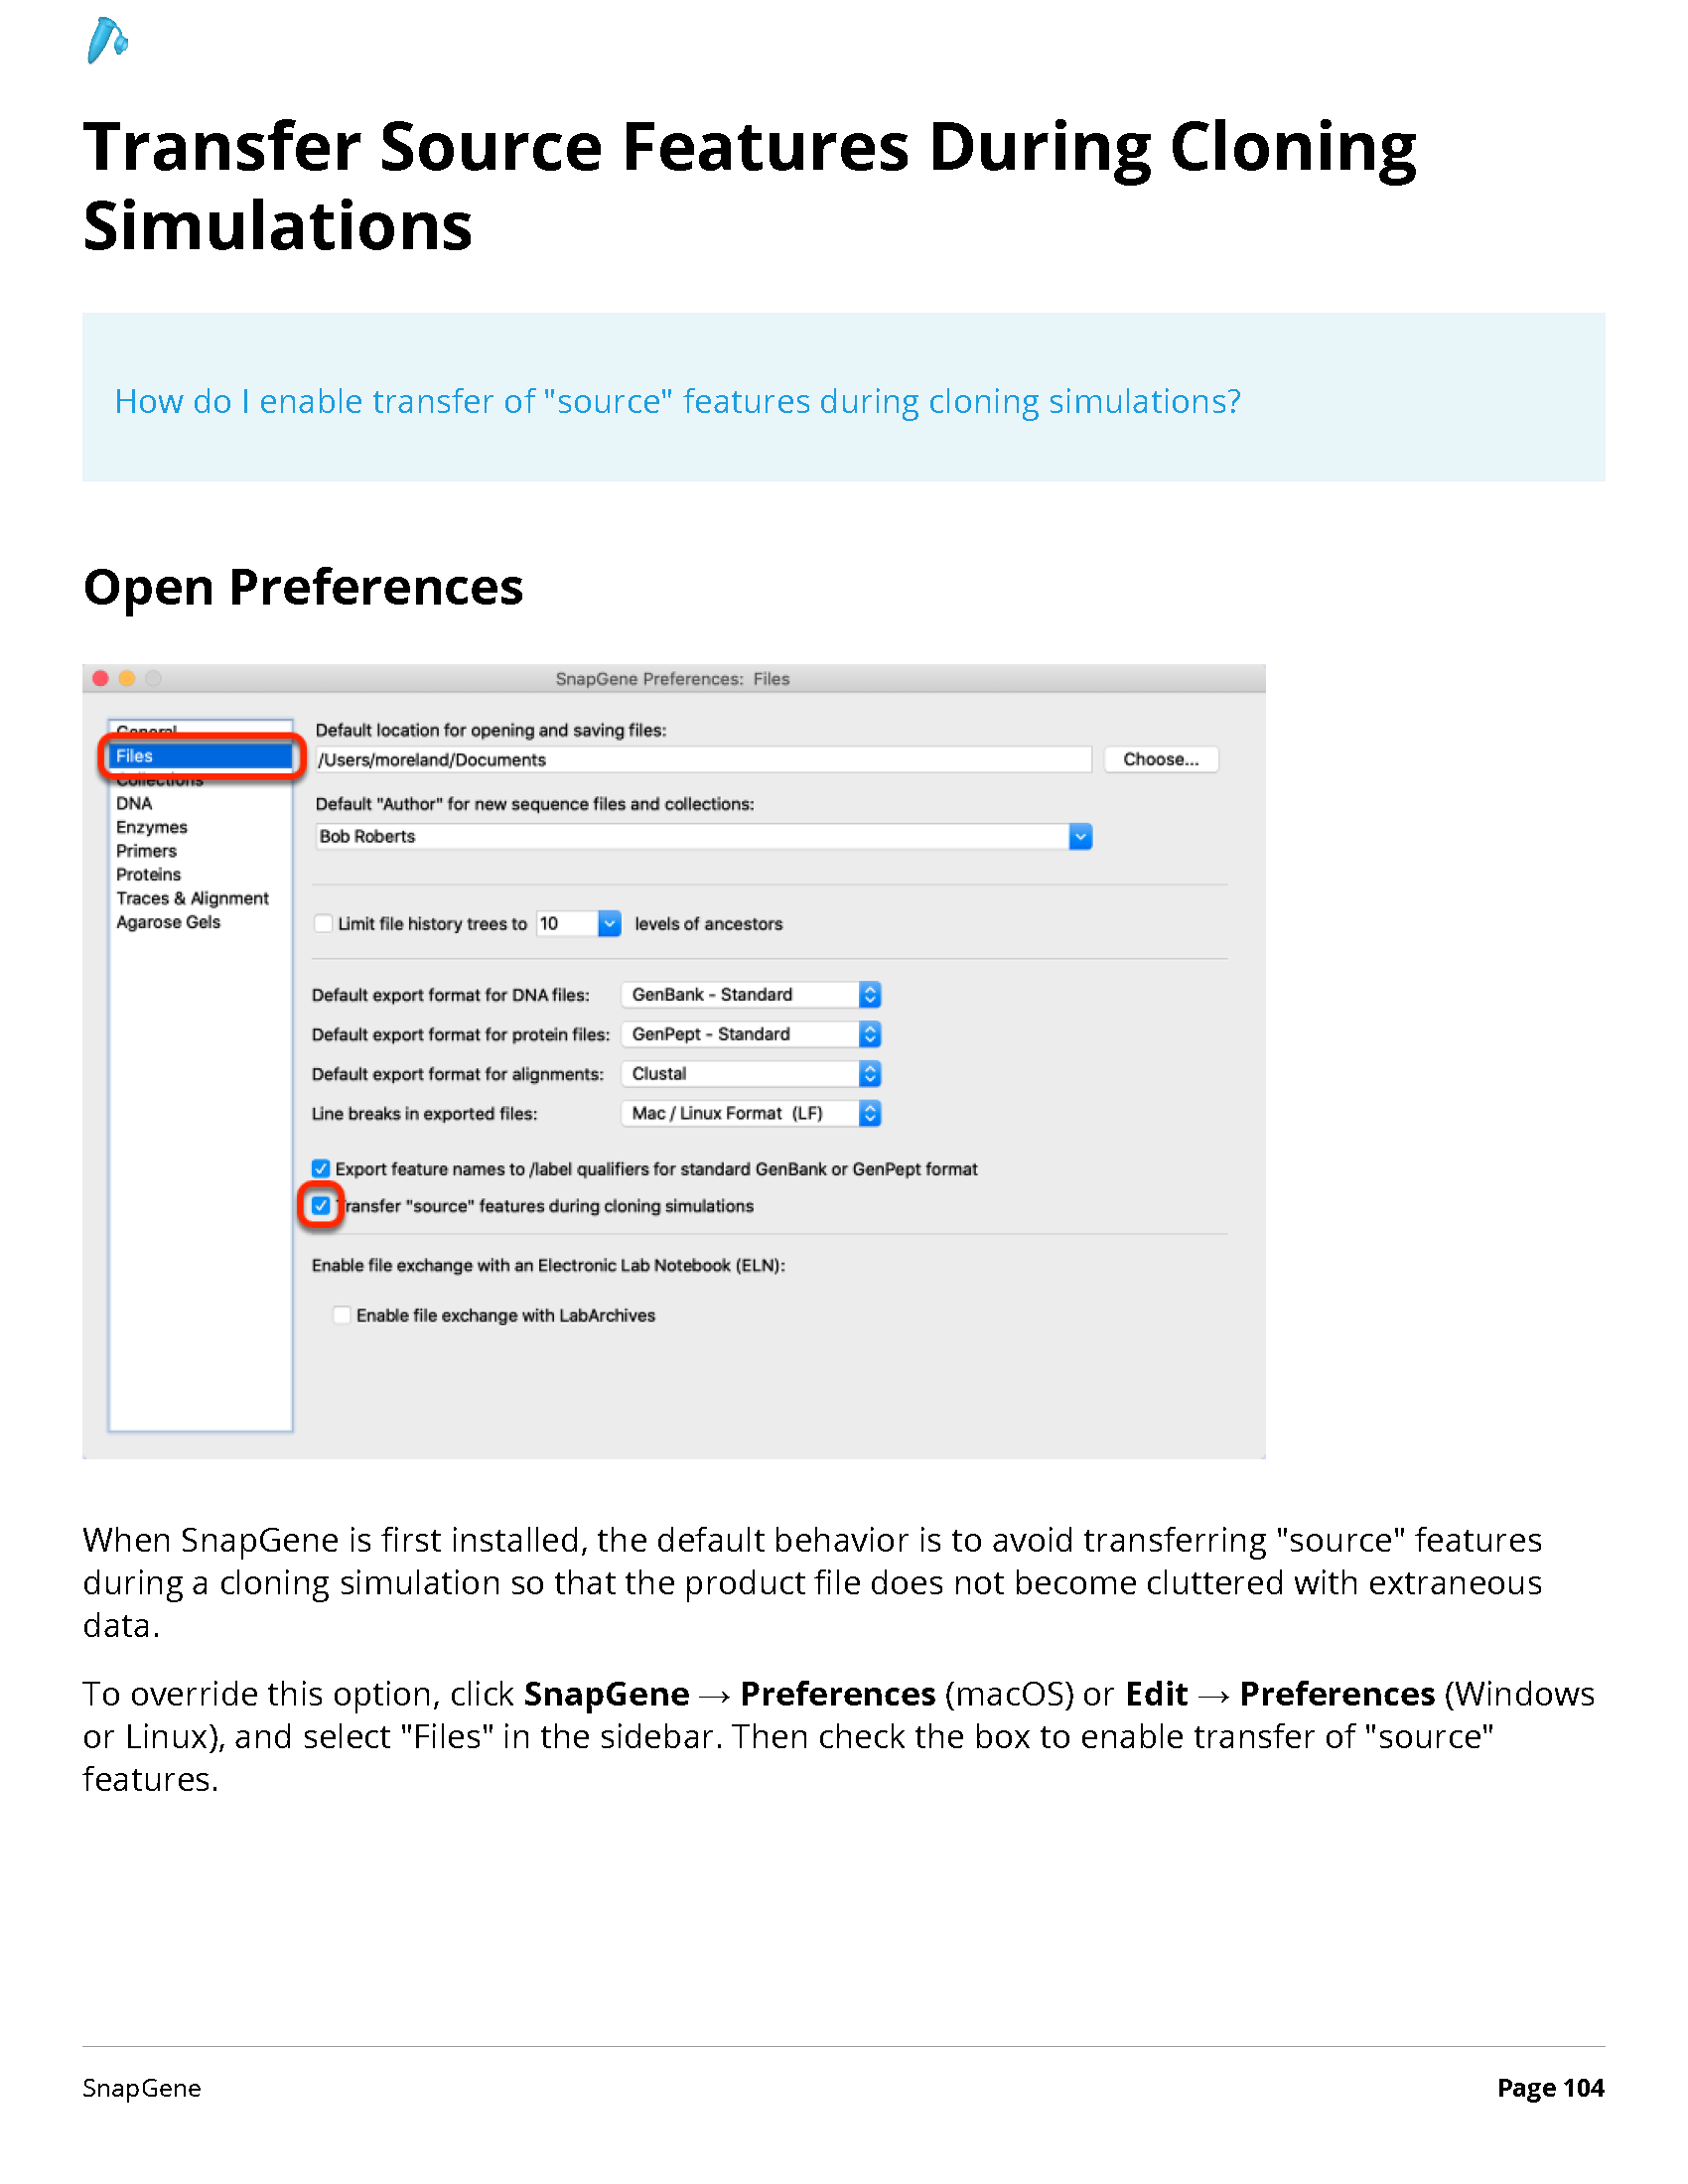 Transfer Source Features During Cloning
Simulations
How do I enable transfer of "source" features during cloning simulations?
Open Preferences
SnapGene Preferences: Files
General
Files
Collections
DNA
Enzymes
Primers
Proteins
Traces & Alignment
Agarose Gels
Default location for opening and saving files:
/Users/moreland/Documents
Choose...
Default "Author" for new sequence files and collections:
Bob Roberts
Limit file history trees to 10 levels of ancestors
Default export format for DNA files: GenBank - Standard
Default export format for protein files: GenPept - Standard
Default export format for alignments: Clustal
Line breaks in exported files: Mac / Linux Format (LF)
Export feature names to /label qualifiers for standard GenBank or GenPept format
Transfer "source" features during cloning simulations
Enable file exchange with an Electronic Lab Notebook (ELN):
Enable file exchange with LabArchives
When SnapGene is first installed, the default behavior is to avoid transferring "source" features
during a cloning simulation so that the product file does not become cluttered with extraneous
data.
To override this option, click SnapGene → Preferences (macOS) or Edit → Preferences (Windows
or Linux), and select "Files" in the sidebar. Then check the box to enable transfer of "source"
features.
SnapGene
Page 104